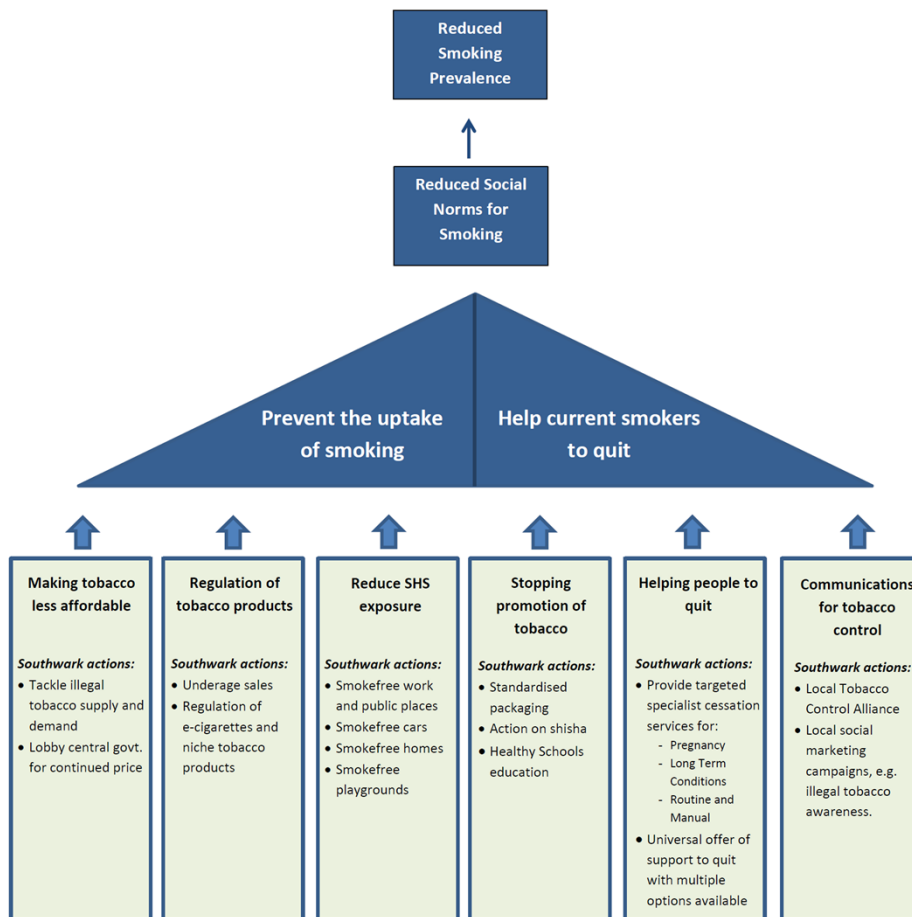 Reduced
Smoking
Prevalence
Reduced Social
Norms for
Smoking
Prevent the uptake
of smoking
Help current smokers
to quit
Making tobacco
less affordable
Southwark actions:
• Tackle illegal
tobacco supply and
demand
• Lobby central govt.
for continued price
Regulation of
tobacco products
Southwark actions:
• Underage sales
• Regulation of
e-cigarettes and
niche tobacco
products
Reduce SHS
exposure
Southwark actions:
• Smokefree work
and public places
• Smokefree cars
• Smokefree homes
• Smokefree
playgrounds
Stopping
promotion of
tobacco
Southwark actions:
• Standardised
packaging
• Action on shisha
• Healthy Schools
education
Helping people to
quit
Southwark actions:
• Provide targeted
specialist cessation
services for:
- Pregnancy
- Long Term
Conditions
- Routine and
Manual
• Universal offer of
support to quit
with multiple
options available
Communications
for tobacco
control
Southwark actions:
• Local Tobacco
Control Alliance
• Local social
marketing
campaigns, e.g.
illegal tobacco
awareness.